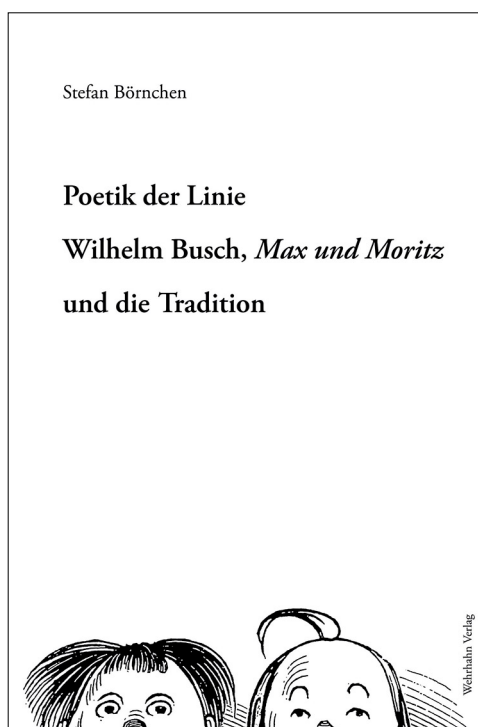 Stefan Börnchen
Poetik der Linie
Wilhelm Busch, Max und Moritz
und die Tradition
Wehrhahn Verlag